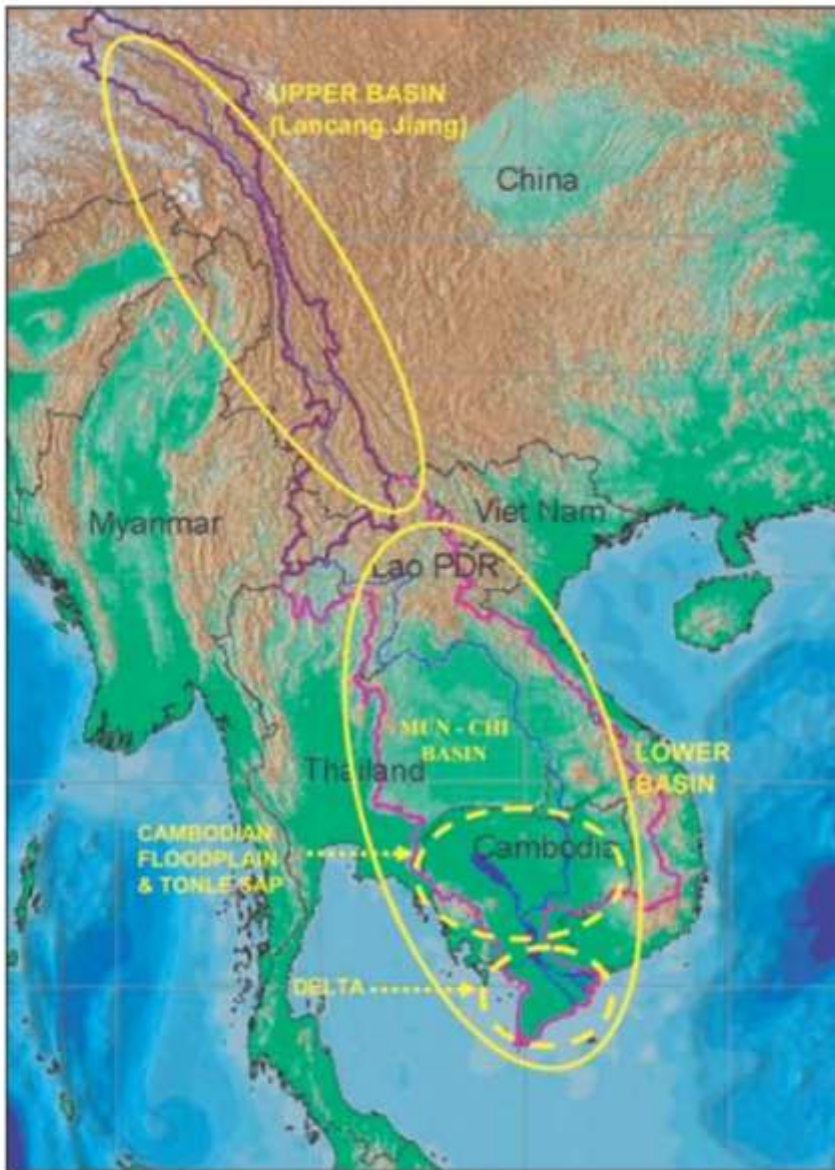 UPPER BASIN
(Lancang Jiang)
China
Myanmar
Viet Nam
Lao PDR
MUN - CHI
BASIN
Thailand
LOWER
BASIN
CAMBODIAN
FLOODPLAIN
& TONLE SAP
Cambodia
DELTA